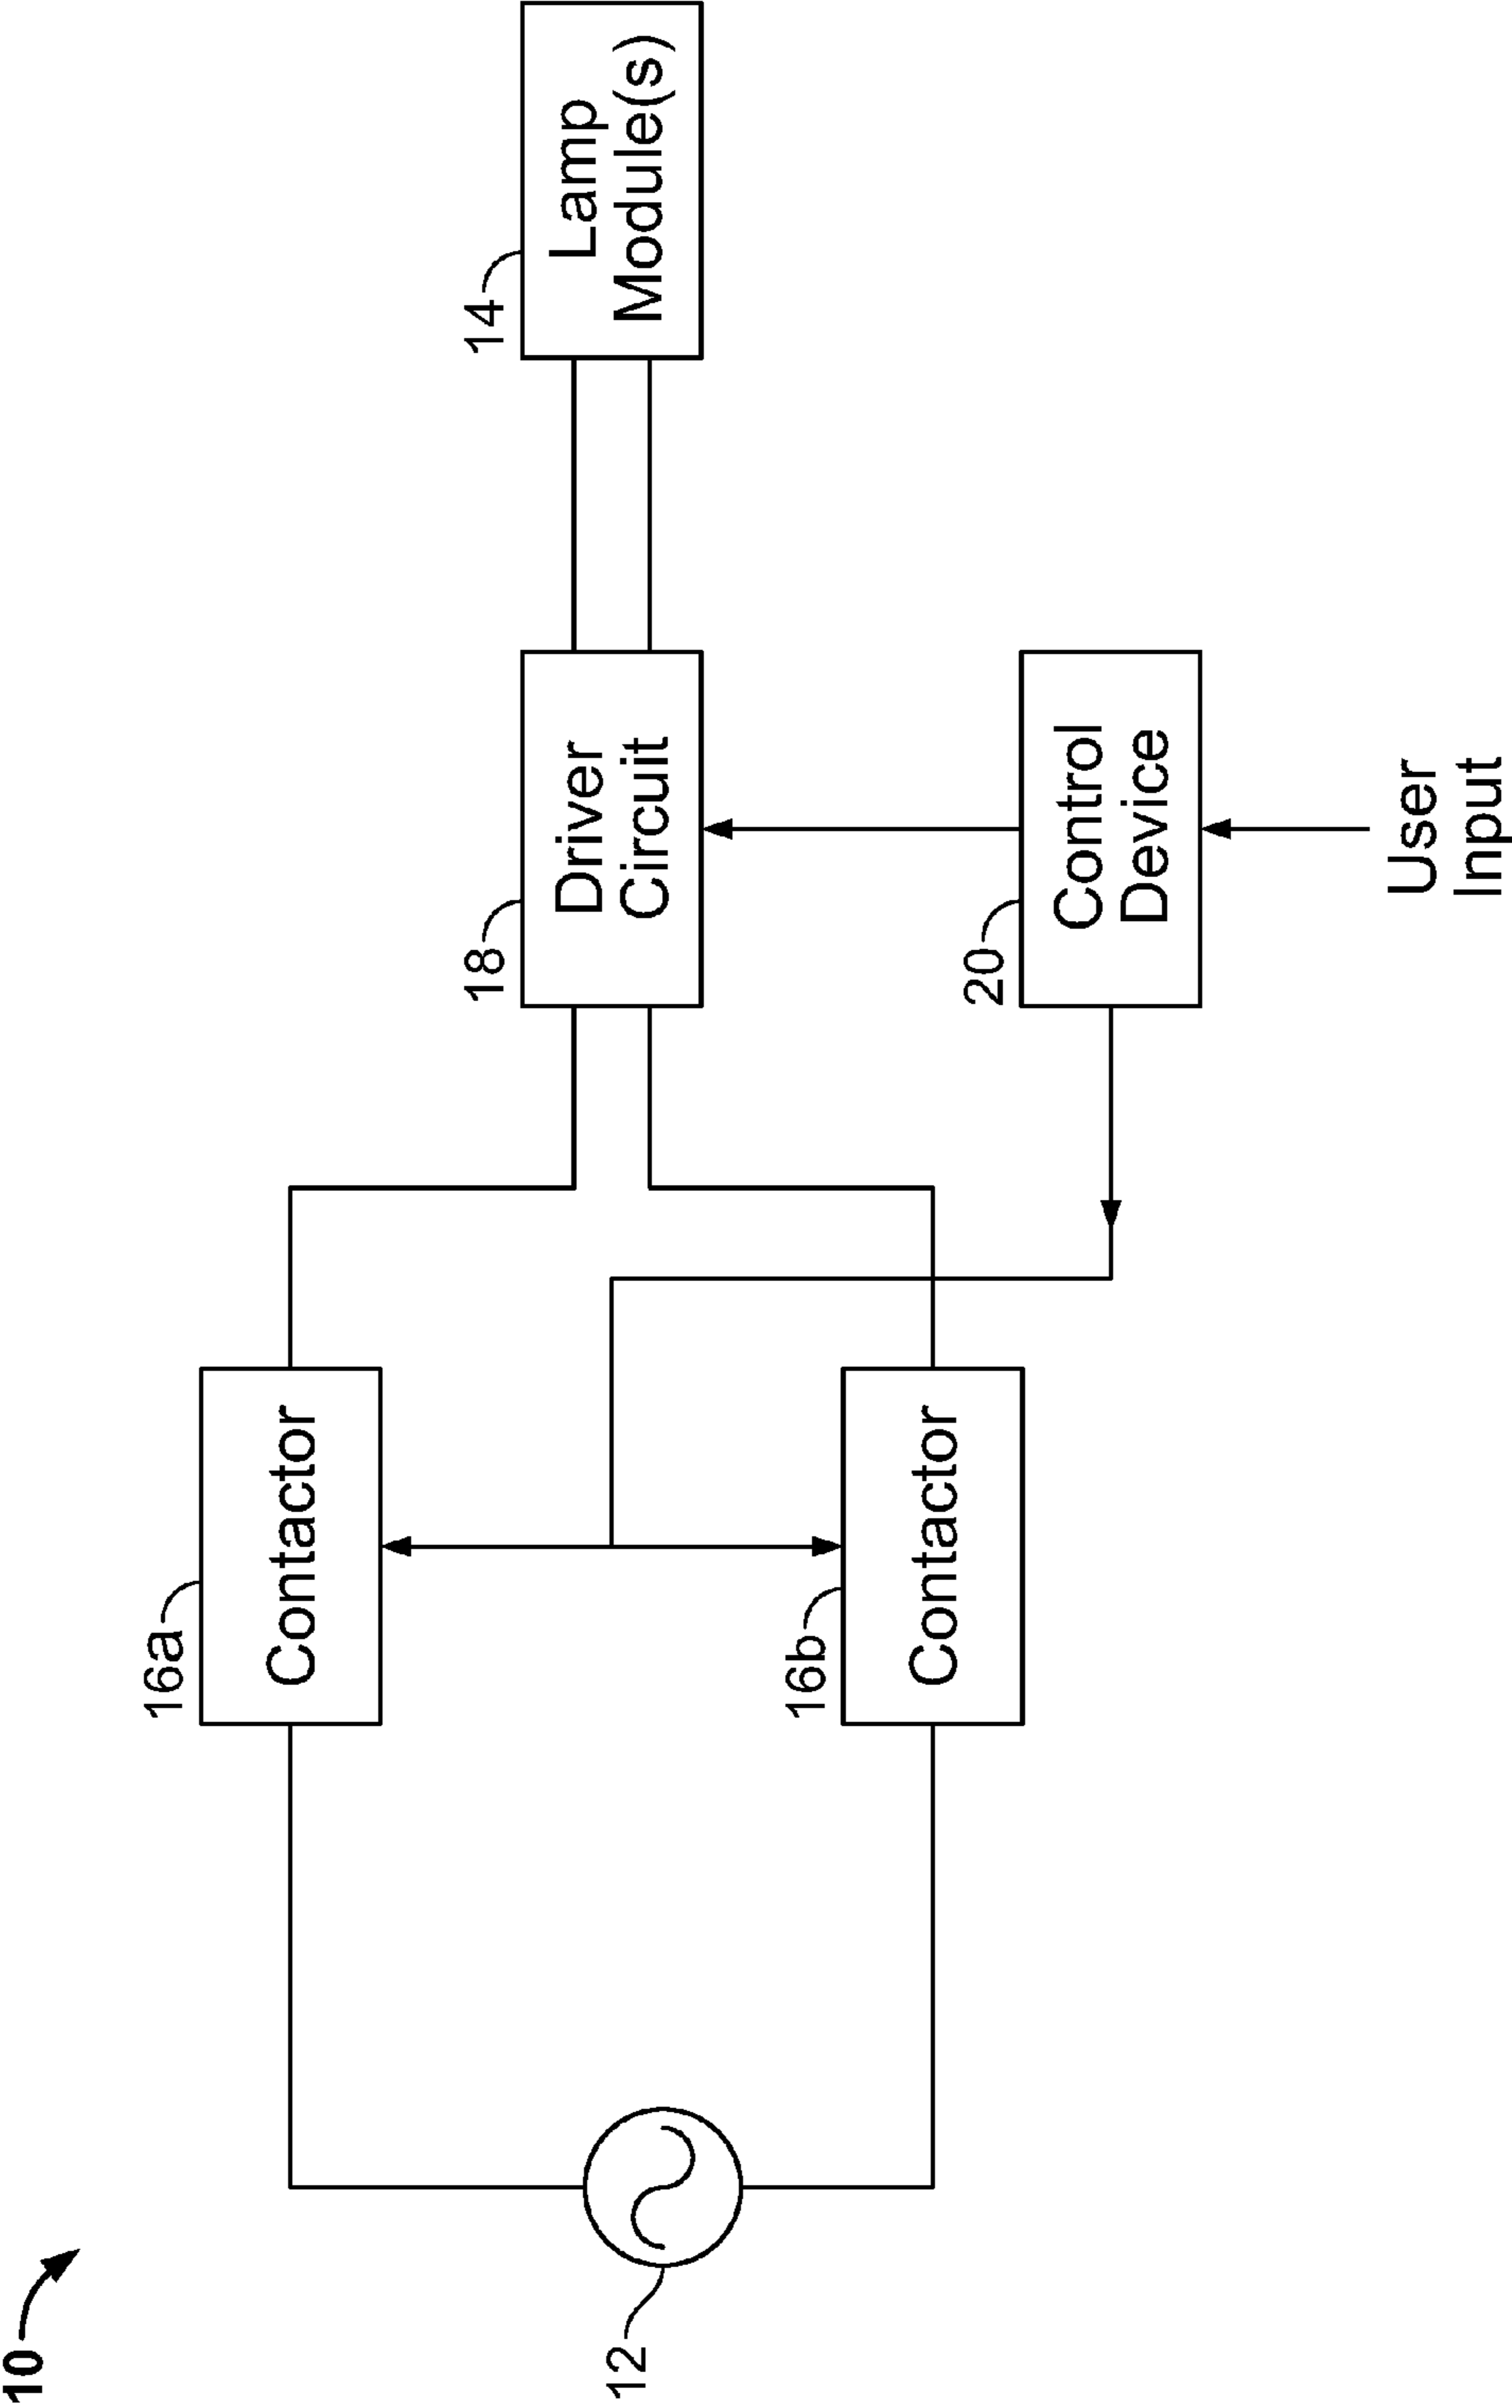 10
12
16a
Contactor
16b
Contactor
18
Driver
Circuit
20
Control
Device
User
Input
14
Lamp
Module(s)